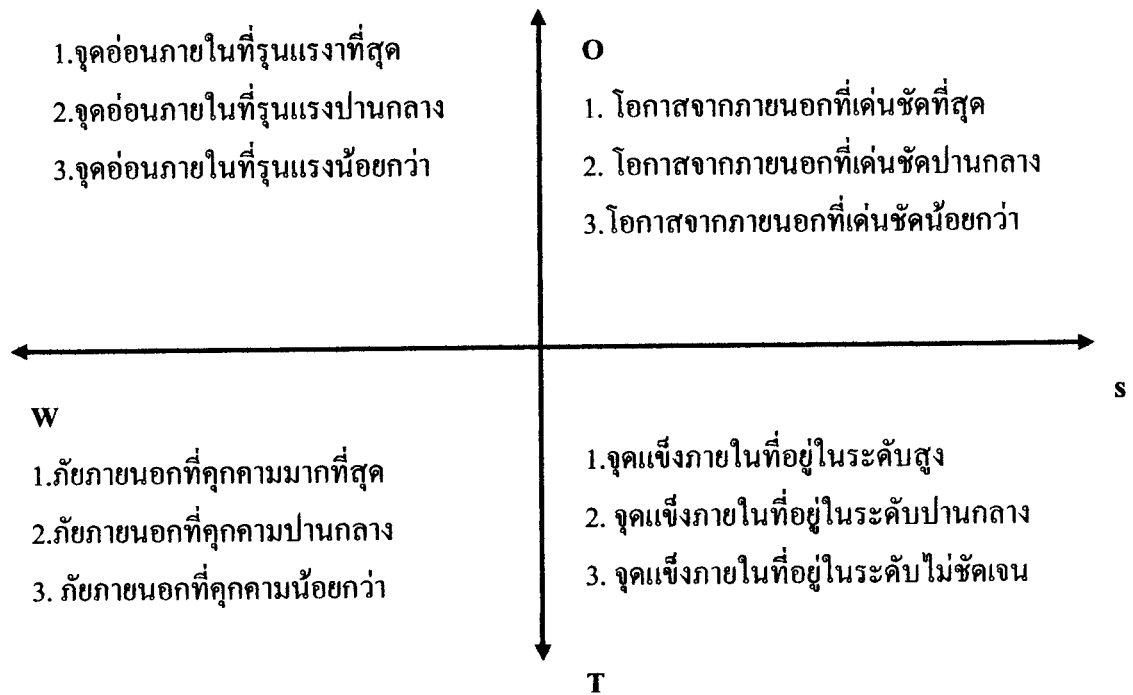 1.จุดอ่อนภายในที่รุนแรงาที่สุด
2.จุดอ่อนภายในที่รุนแรงปานกลาง
3.จุดอ่อนภายในที่รุนแรงน้อยกว่า
O
1. โอกาสจากภายนอกที่เด่นชัดที่สุด
2. โอกาสจากภายนอกที่เด่นชัดปานกลาง
3.โอกาสจากภายนอกที่เด่นชัดน้อยกว่า
S
W
1.ภัยภายนอกที่คุกคามมากที่สุด
2.ภัยภายนอกที่คุกคามปานกลาง
3. ภัยภายนอกที่คุกคามน้อยกว่า
1.จุดแข็งภายในที่อยู่ในระดับสูง
2. จุดแข็งภายในที่อยู่ในระดับปานกลาง
3. จุดแข็งภายในที่อยู่ในระดับไม่ชัดเจน
T